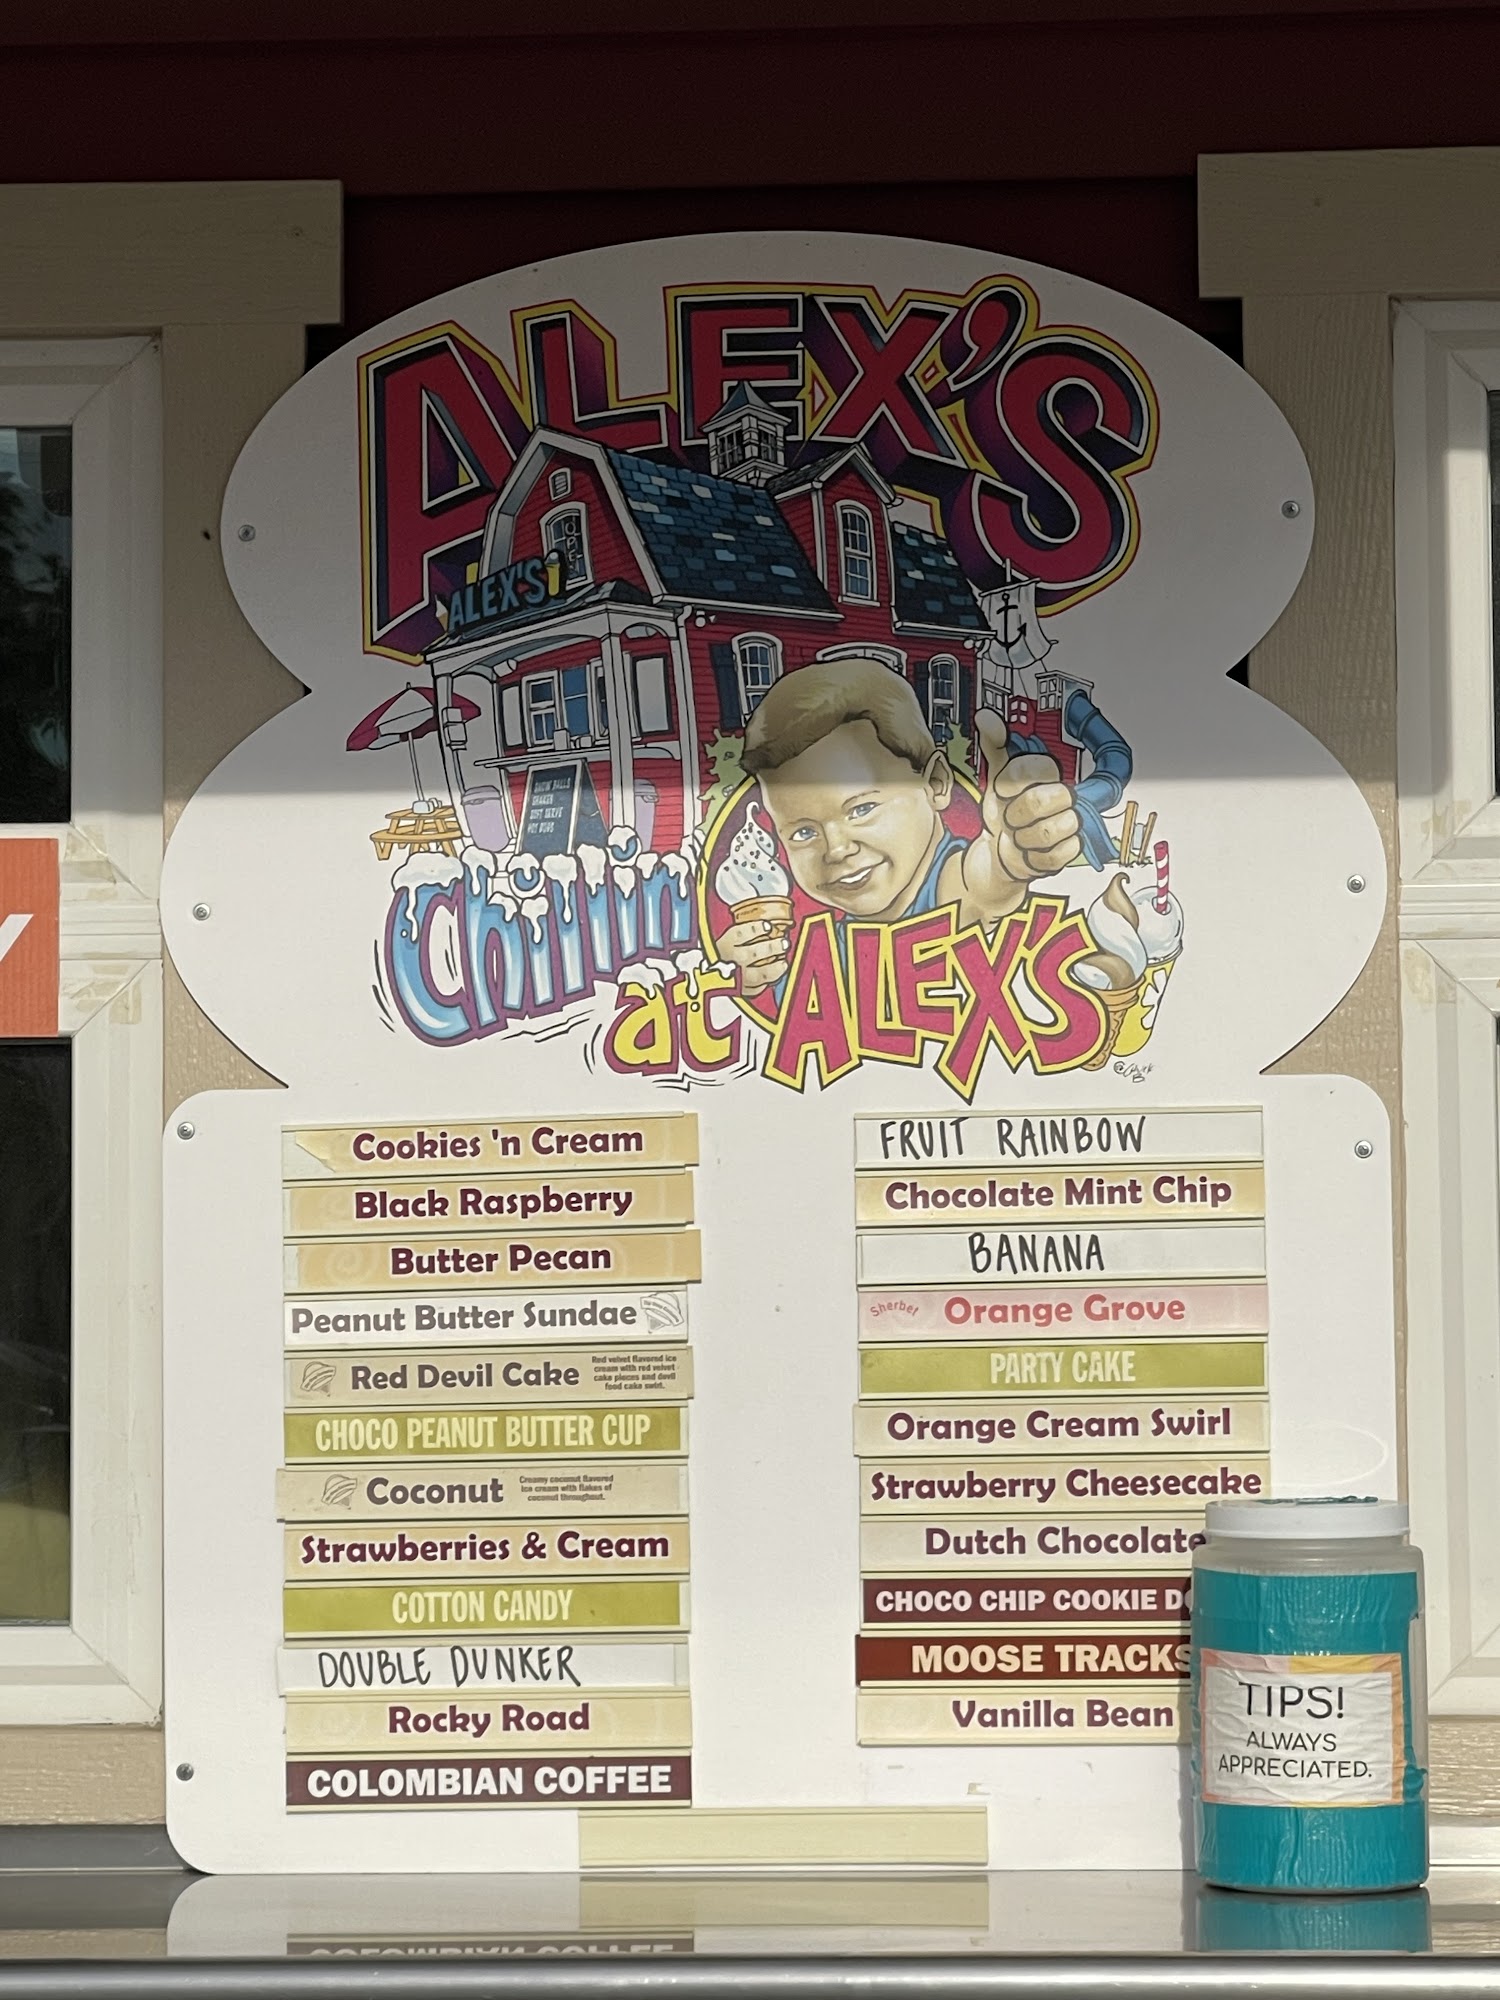 ALEX'S
OPEN
ALEX'S
Chillin
at ALEX'S
Cookies 'n Cream
Black Raspberry
Butter Pecan
Peanut Butter Sundae
Red Devil Cake
Red velvet flavored ice
cream with red velvet
cake pieces and devil
food cake swirl.
CHOCO PEANUT BUTTER CUP
Coconut
Creamy coconut flavored
ice cream with flakes of
coconut throughout.
Strawberries & Cream
COTTON CANDY
DOUBLE DUNKER
Rocky Road
COLOMBIAN COFFEE
FRUIT RAINBOW
Chocolate Mint Chip
BANANA
Sherbet Orange Grove
PARTY CAKE
Orange Cream Swirl
Strawberry Cheesecake
Dutch Chocolate
CHOCO CHIP COOKIE D
MOOSE TRACKS
Vanilla Bean
TIPS!
ALWAYS
APPRECIATED.